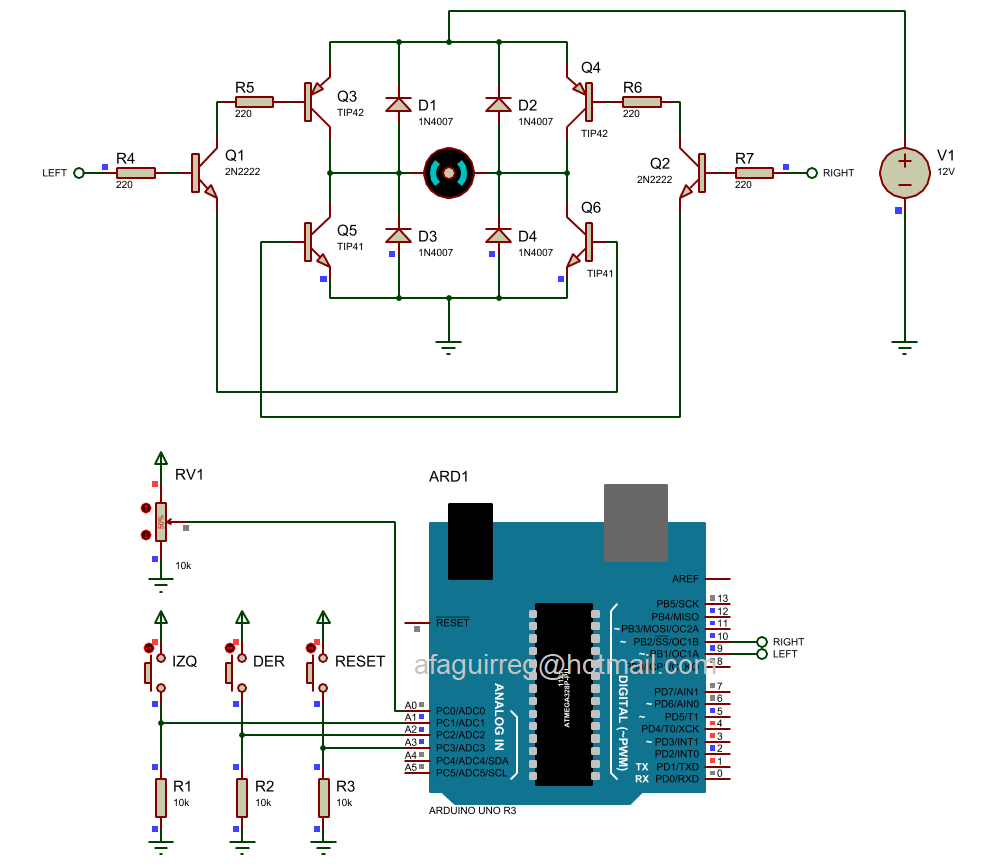 Q4
R5
Q3
R6
220
TIP42
D1
1N4007
D2
1N4007
220
TIP42
R4
Q1
Q2
R7
V1
LEFT
220
2N2222
2N2222
220
RIGHT
12V
Q5
TIP41
D3
1N4007
D4
1N4007
Q6
TIP41
RV1
50%
10k
ARD1
AREF
PB5/SCK 13
PB4/MISO 12
~PB3/MOSI/OC2A 11
~ PB2/SS/OC1B 10
RIGHT
~ PB1/OC1A 9
LEFT
8
RESET
IZQ
DER
RESET
afaguirreg@hotmail.com
ATMEGA328P-PU
ANALOG IN
DIGITAL (~PWM)
A0 PC0/ADC0
A1 PC1/ADC1
A2 PC2/ADC2
A3 PC3/ADC3
A4 PC4/ADC4/SDA
A5 PC5/ADC5/SCL
PD7/AIN1 7
~ PD6/AIN0 6
~ PD5/T1 5
PD4/T0/XCK 4
~ PD3/INT1 3
PD2/INT0 2
TX PD1/TXD 1
RX PD0/RXD 0
R1
10k
R2
10k
R3
10k
ARDUINO UNO R3